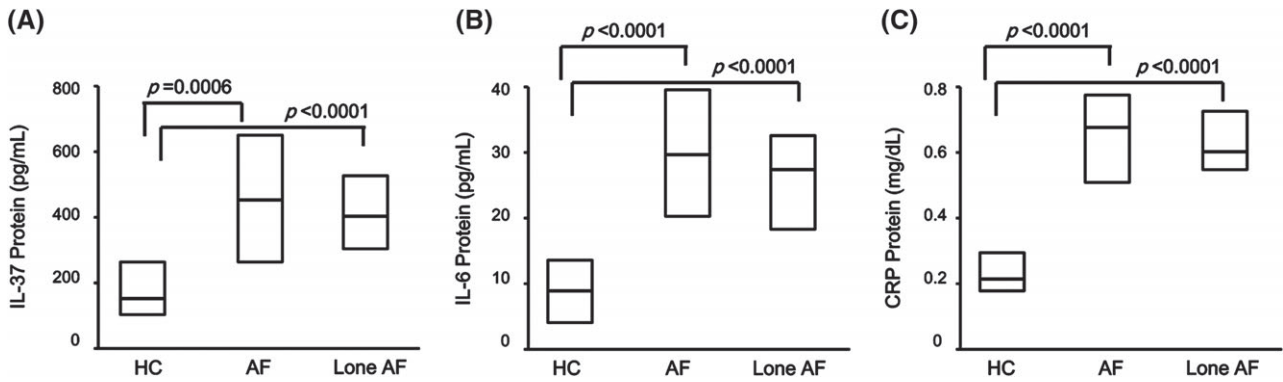 (A)
p=0.0006
p<0.0001
IL-37 Protein (pg/mL)
800
600
400
200
0
HC AF Lone AF
(B)
p<0.0001
p<0.0001
IL-6 Protein (pg/mL)
40
30
20
10
0
HC AF Lone AF
(C)
p<0.0001
p<0.0001
CRP Protein (mg/dL)
0.8
0.6
0.4
0.2
0
HC AF Lone AF